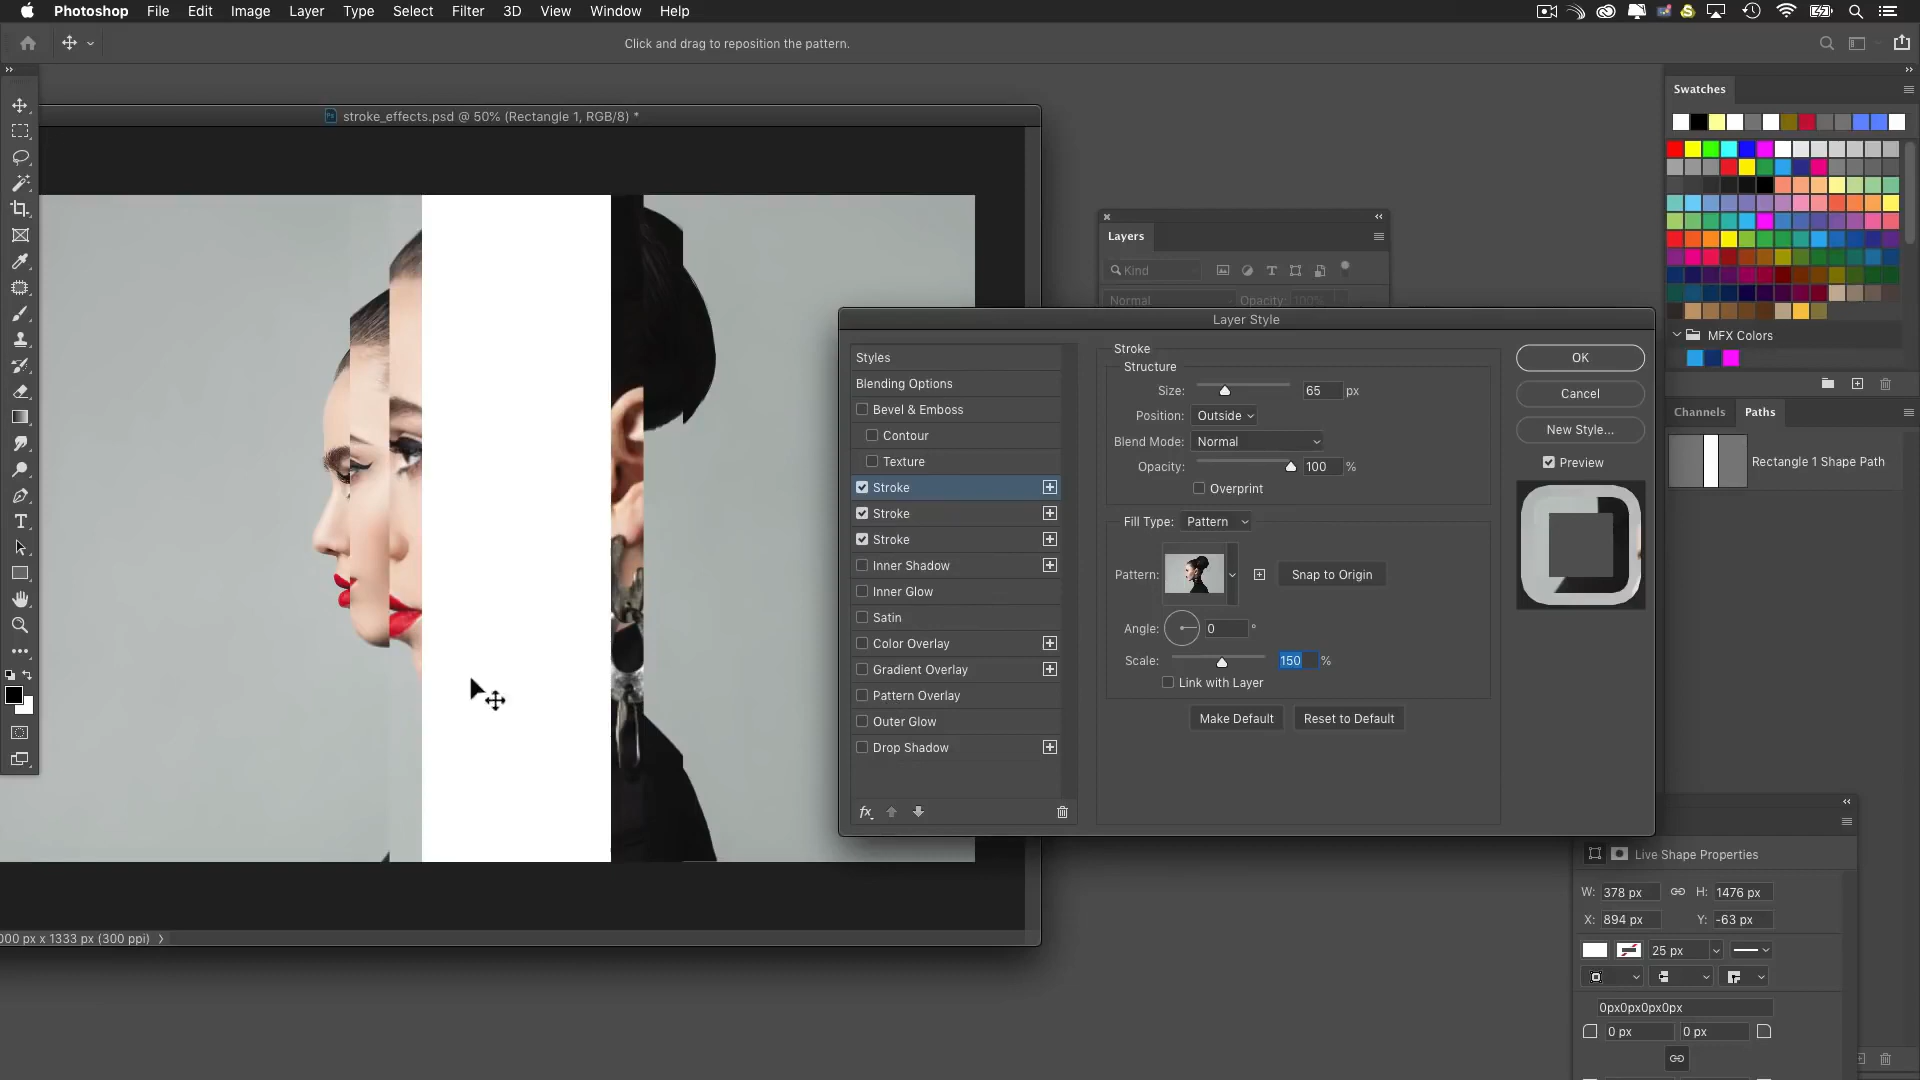 Photoshop File Edit Image Layer Type Select Filter 3D View Window Help
Click and drag to reposition the pattern.
Swatches
stroke_effects.psd @ 50% (Rectangle 1, RGB/8) *
Layers
Kind
Normal Opacity: 100%
MFX Colors
Channels Paths
Rectangle 1 Shape Path
Layer Style
Styles
Blending Options
Bevel & Emboss
Contour
Texture
Stroke
Stroke
Stroke
Inner Shadow
Inner Glow
Satin
Color Overlay
Gradient Overlay
Pattern Overlay
Outer Glow
Drop Shadow
fx
Stroke
Structure
Size: 65 px
Position: Outside
Blend Mode: Normal
Opacity: 100 %
Overprint
Fill Type: Pattern
Pattern: Snap to Origin
Angle: 0 °
Scale: 150 %
Link with Layer
Make Default Reset to Default
OK
Cancel
New Style...
Preview
Live Shape Properties
W: 378 px H: 1476 px
X: 894 px Y: -63 px
25 px
0px0px0px0px
0 px 0 px
000 px x 1333 px (300 ppi)